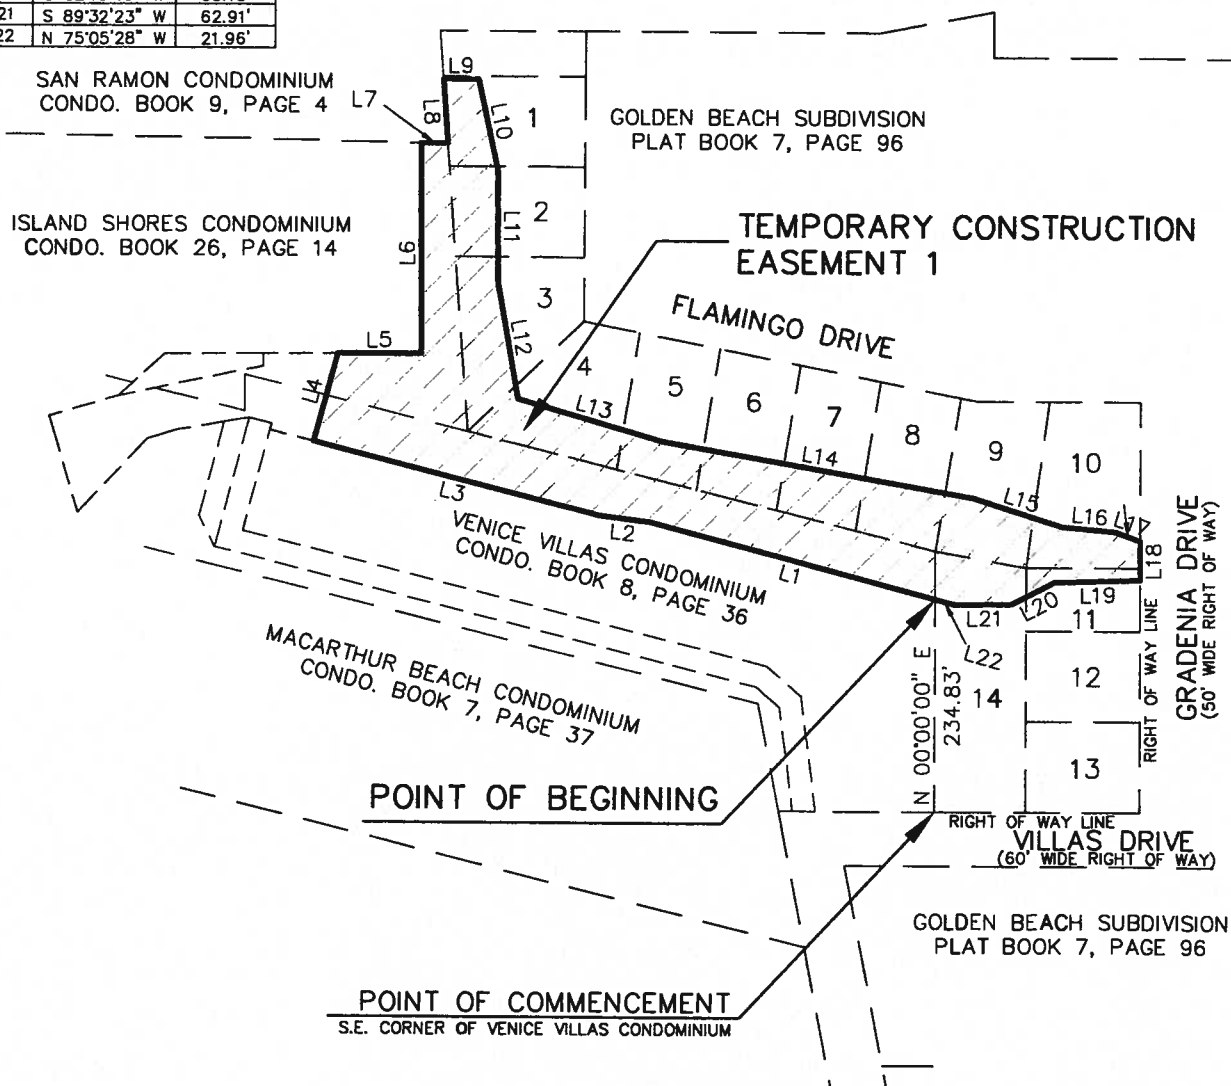 21 S 89°32'23" W 62.91'
22 N 75°05'28" W 21.96'
SAN RAMON CONDOMINIUM
CONDO. BOOK 9, PAGE 4
L7
L8
L9
L10
1
GOLDEN BEACH SUBDIVISION
PLAT BOOK 7, PAGE 96
ISLAND SHORES CONDOMINIUM
CONDO. BOOK 26, PAGE 14
L6
L11
2
TEMPORARY CONSTRUCTION
EASEMENT 1
3
L12
FLAMINGO DRIVE
L5
L4
4
5
6
7
8
9
10
L13
L14
L15
L16
L18
GRADENIA DRIVE
(50' WIDE RIGHT OF WAY)
L3
L2
L1
VENICE VILLAS CONDOMINIUM
CONDO. BOOK 8, PAGE 36
L19
L20
L21
L22
11
12
13
14
RIGHT OF WAY LINE
N 00°00'00" E
234.83'
MACARTHUR BEACH CONDOMINIUM
CONDO. BOOK 7, PAGE 37
POINT OF BEGINNING
RIGHT OF WAY LINE
VILLAS DRIVE
(60' WIDE RIGHT OF WAY)
GOLDEN BEACH SUBDIVISION
PLAT BOOK 7, PAGE 96
POINT OF COMMENCEMENT
S.E. CORNER OF VENICE VILLAS CONDOMINIUM